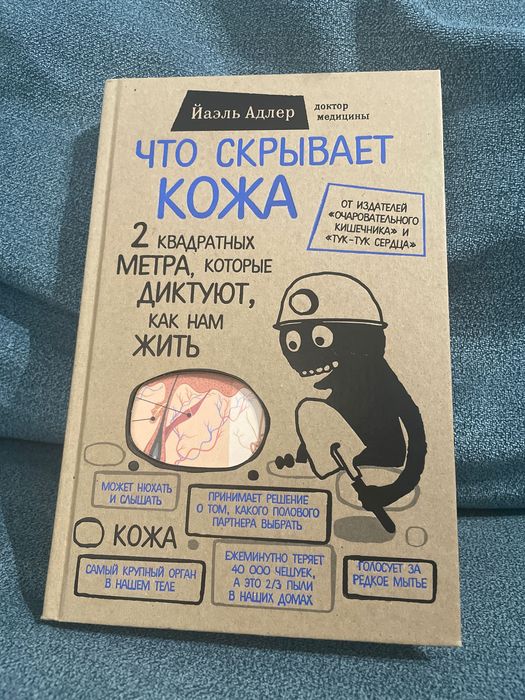 Йаэль Адлер
доктор
медицины
ЧТО СКРЫВАЕТ
КОЖА
ОТ ИЗДАТЕЛЕЙ
«ОЧАРОВАТЕЛЬНОГО
КИШЕЧНИКА» И
«ТУК-ТУК СЕРДЦА»
2 КВАДРАТНЫХ
МЕТРА, КОТОРЫЕ
ДИКТУЮТ,
КАК НАМ
ЖИТЬ
МОЖЕТ НЮХАТЬ
И СЛЫШАТЬ
ПРИНИМАЕТ РЕШЕНИЕ
О ТОМ, КАКОГО ПОЛОВОГО
ПАРТНЕРА ВЫБРАТЬ
КОЖА
САМЫЙ КРУПНЫЙ ОРГАН
В НАШЕМ ТЕЛЕ
ЕЖЕМИНУТНО ТЕРЯЕТ
40 000 ЧЕШУЕК,
А ЭТО 2/3 ПЫЛИ
В НАШИХ ДОМАХ
ГОЛОСУЕТ ЗА
РЕДКОЕ МЫТЬЕ